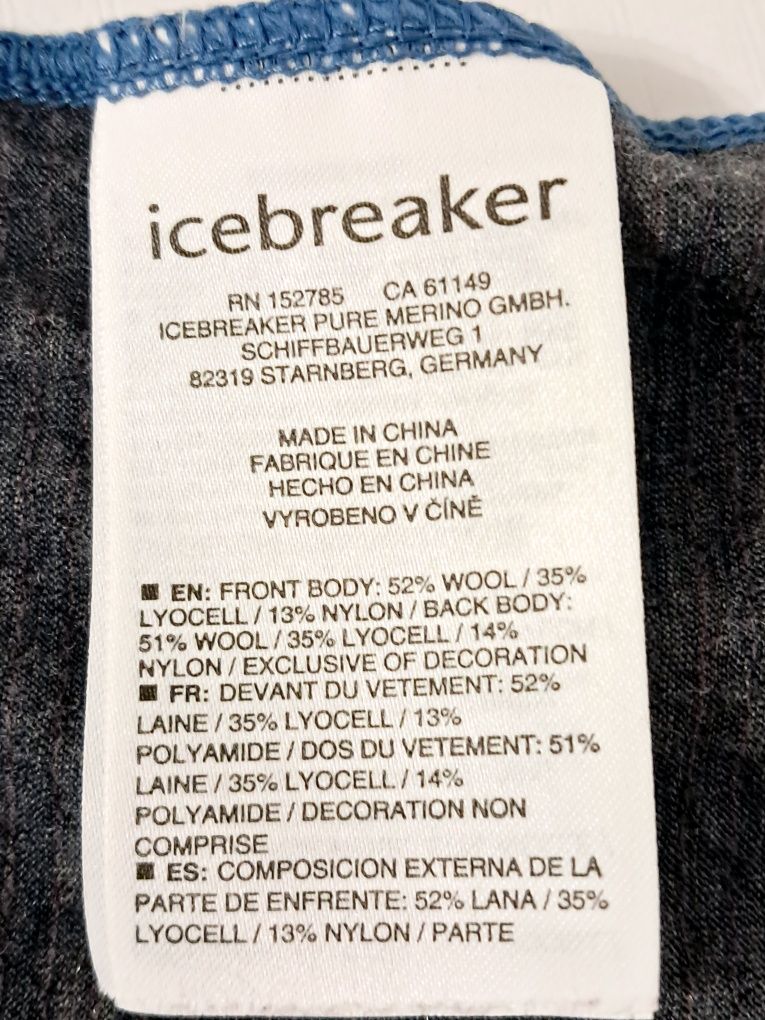 icebreaker
RN 152785 CA 61149
ICEBREAKER PURE MERINO GMBH.
SCHIFFBAUERWEG 1
82319 STARNBERG, GERMANY
MADE IN CHINA
FABRIQUE EN CHINE
HECHO EN CHINA
VYROBENO V ČÍNĚ
EN: FRONT BODY: 52% WOOL / 35%
LYOCELL / 13% NYLON / BACK BODY:
51% WOOL / 35% LYOCELL / 14%
NYLON / EXCLUSIVE OF DECORATION
FR: DEVANT DU VETEMENT: 52%
LAINE / 35% LYOCELL / 13%
POLYAMIDE / DOS DU VETEMENT: 51%
LAINE / 35% LYOCELL / 14%
POLYAMIDE / DECORATION NON
COMPRISE
ES: COMPOSICION EXTERNA DE LA
PARTE DE ENFRENTE: 52% LANA / 35%
LYOCELL / 13% NYLON / PARTE